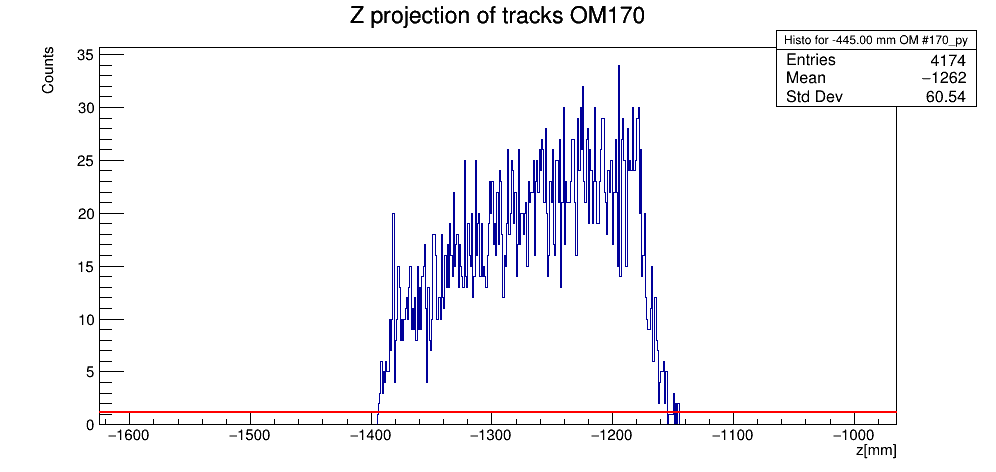 Z projection of tracks OM170
Histo for -445.00 mm OM #170_py
Entries 4174
Mean −1262
Std Dev 60.54
Counts
35
30
25
20
15
10
5
0
−1600 −1500 −1400 −1300 −1200 −1100 −1000
z[mm]